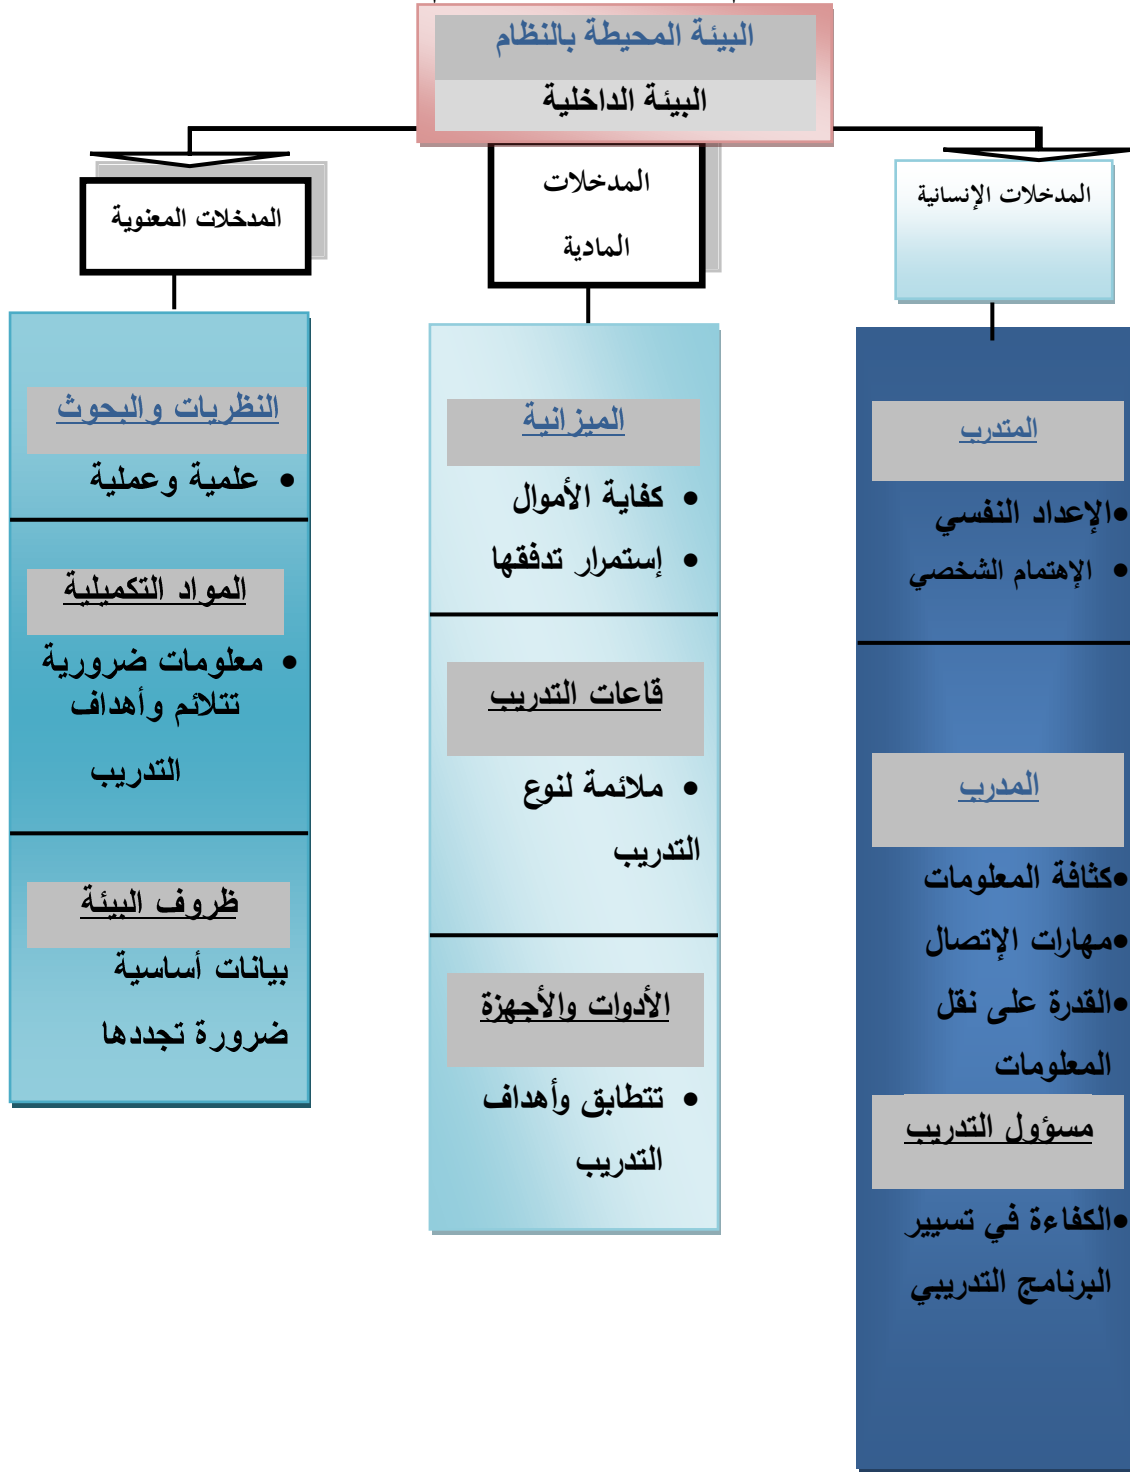 البيئة المحيطة بالنظام
البيئة الداخلية
المدخلات الإنسانية
المتدرب
•الإعداد النفسي
• الإهتمام الشخصي
المدرب
•كثافة المعلومات
•مهارات الإتصال
•القدرة على نقل
المعلومات
مسؤول التدريب
•الكفاءة في تسيير
البرنامج التدريبي
المدخلات
المادية
الميزانية
• كفاية الأموال
• إستمرار تدفقها
قاعات التدريب
• ملائمة لنوع
التدريب
الأدوات والأجهزة
• تتطابق وأهداف
التدريب
المدخلات المعنوية
النظريات والبحوث
• علمية وعملية
المواد التكميلية
• معلومات ضرورية
تتلائم وأهداف
التدريب
ظروف البيئة
بيانات أساسية
ضرورة تجددها